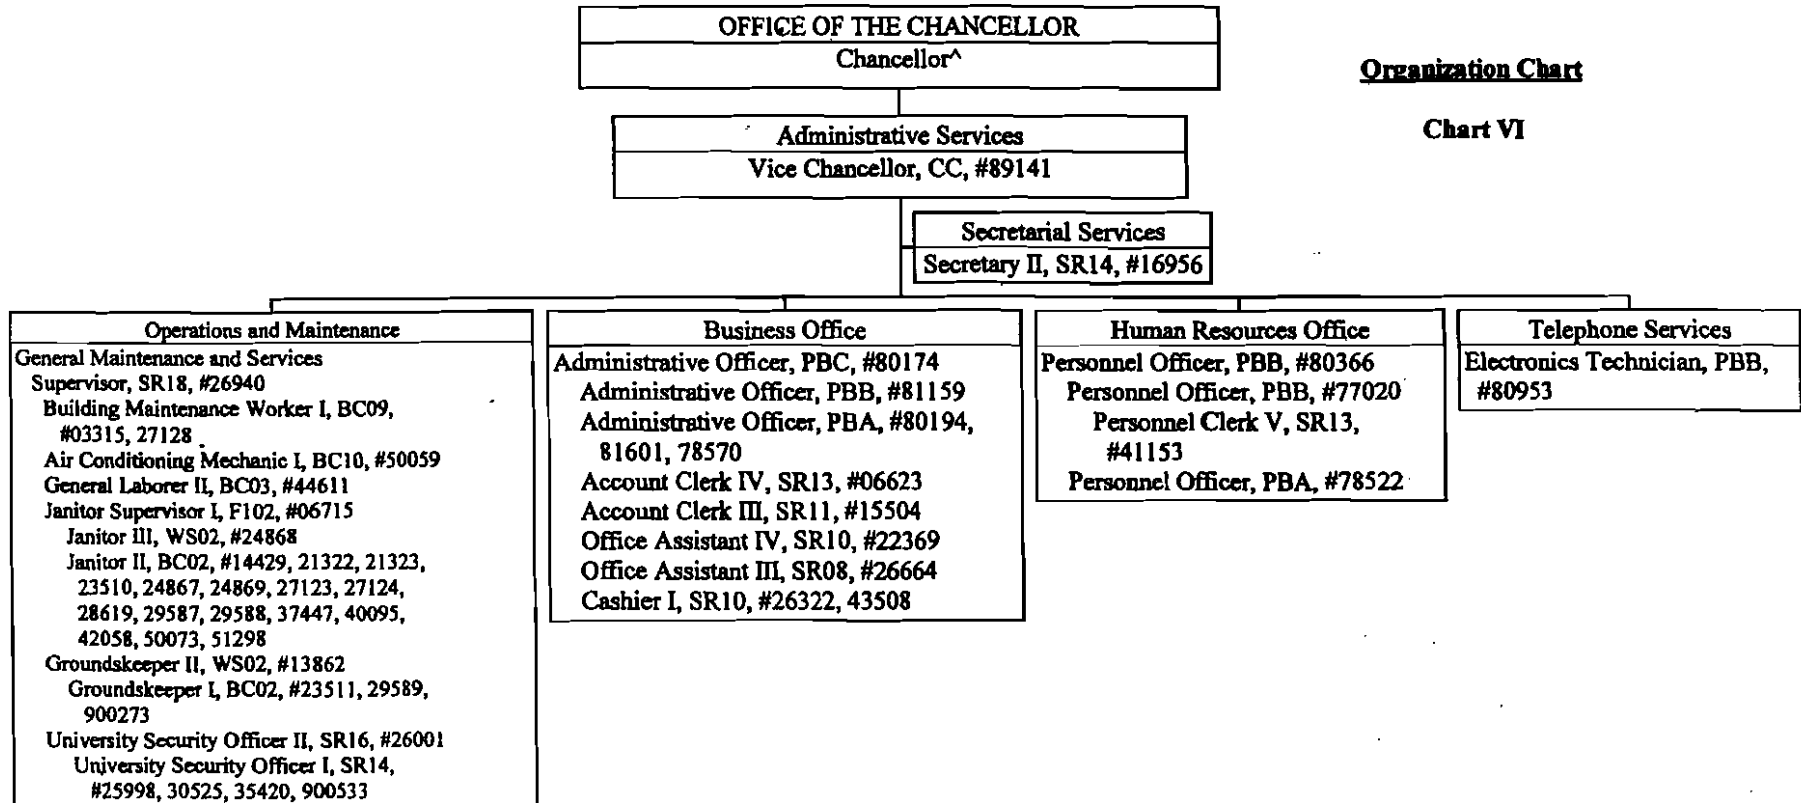 OFFICE OF THE CHANCELLOR
Chancellor^
Organization Chart
Chart VI
Administrative Services
Vice Chancellor, CC, #89141
Secretarial Services
Secretary II, SR14, #16956
Operations and Maintenance
General Maintenance and Services
Supervisor, SR18, #26940
Building Maintenance Worker I, BC09,
#03315, 27128
Air Conditioning Mechanic I, BC10, #50059
General Laborer II, BC03, #44611
Janitor Supervisor I, F102, #06715
Janitor III, WS02, #24868
Janitor II, BC02, #14429, 21322, 21323,
23510, 24867, 24869, 27123, 27124,
28619, 29587, 29588, 37447, 40095,
42058, 50073, 51298
Groundskeeper II, WS02, #13862
Groundskeeper I, BC02, #23511, 29589,
900273
University Security Officer II, SR16, #26001
University Security Officer I, SR14,
#25998, 30525, 35420, 900533
Business Office
Administrative Officer, PBC, #80174
Administrative Officer, PBB, #81159
Administrative Officer, PBA, #80194,
81601, 78570
Account Clerk IV, SR13, #06623
Account Clerk III, SR11, #15504
Office Assistant IV, SR10, #22369
Office Assistant III, SR08, #26664
Cashier I, SR10, #26322, 43508
Human Resources Office
Personnel Officer, PBB, #80366
Personnel Officer, PBB, #77020
Personnel Clerk V, SR13,
#41153
Personnel Officer, PBA, #78522
Telephone Services
Electronics Technician, PBB,
#80953